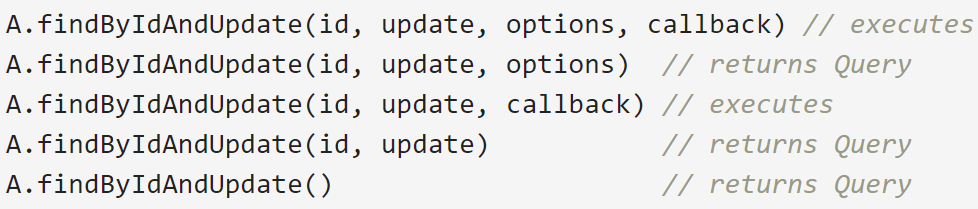 A.findByIdAndUpdate(id, update, options, callback) // executes
A.findByIdAndUpdate(id, update, options)  // returns Query
A.findByIdAndUpdate(id, update, callback) // executes
A.findByIdAndUpdate(id, update)           // returns Query
A.findByIdAndUpdate()                     // returns Query